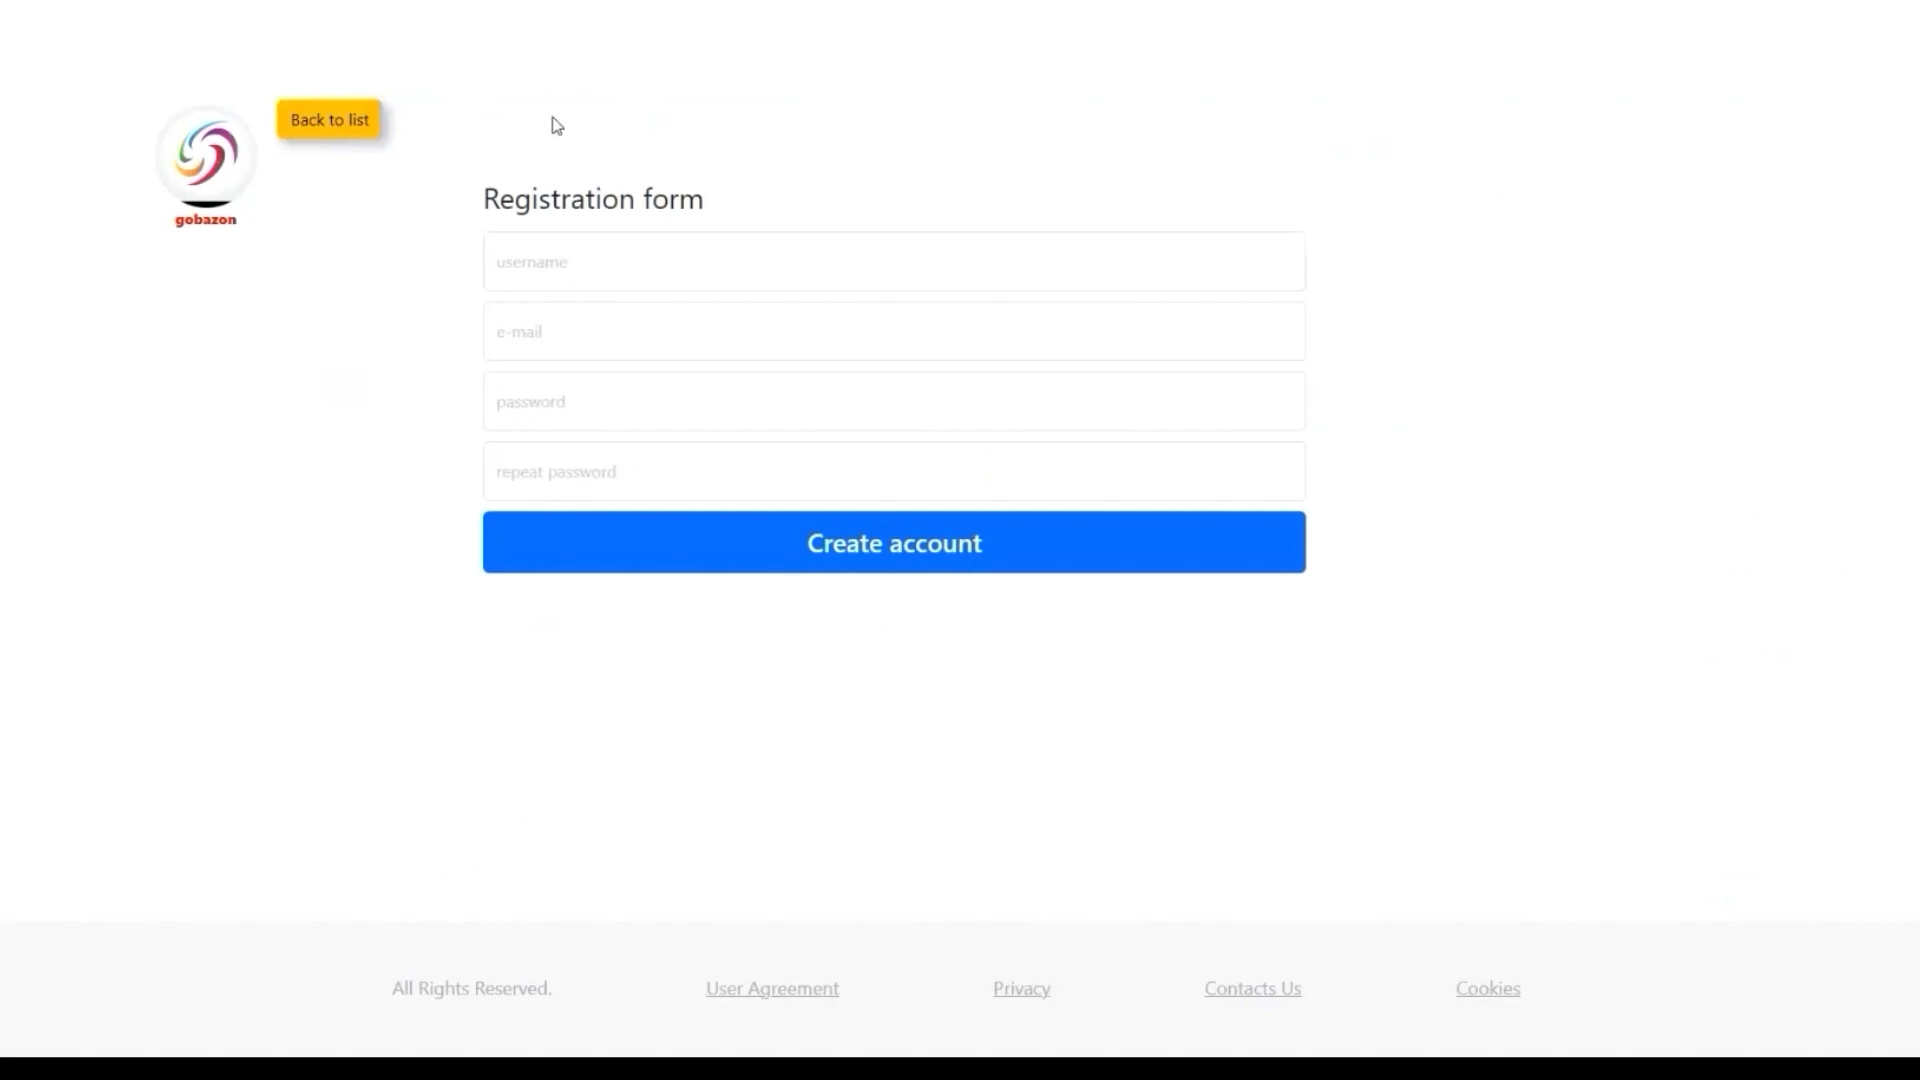 Back to list
gobazon
Registration form
username
e-mail
password
repeat password
Create account
All Rights Reserved. User Agreement Privacy Contacts Us Cookies